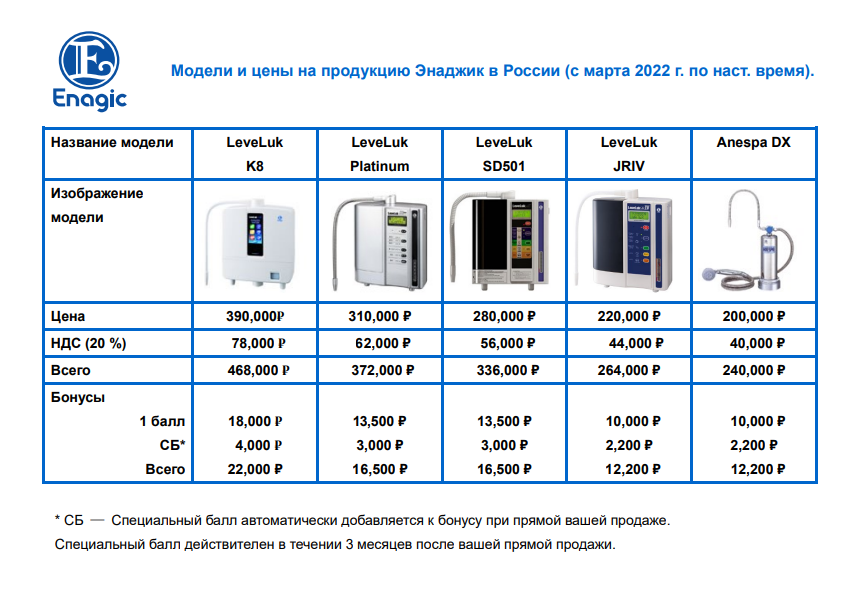 Enagic
Модели и цены на продукцию Энаджик в России (с марта 2022 г. по наст. время).
Название модели LeveLuk K8 LeveLuk Platinum LeveLuk SD501 LeveLuk JRIV Anespa DX
Изображение модели
Цена 390,000₽ 310,000 ₽ 280,000 ₽ 220,000 ₽ 200,000 ₽
НДС (20 %) 78,000 ₽ 62,000 ₽ 56,000 ₽ 44,000 ₽ 40,000 ₽
Всего 468,000 ₽ 372,000 ₽ 336,000 ₽ 264,000 ₽ 240,000 ₽
Бонусы
1 балл 18,000 ₽ 13,500 ₽ 13,500 ₽ 10,000 ₽ 10,000 ₽
СБ* 4,000 ₽ 3,000 ₽ 3,000 ₽ 2,200 ₽ 2,200 ₽
Всего 22,000 ₽ 16,500 ₽ 16,500 ₽ 12,200 ₽ 12,200 ₽
* СБ — Специальный балл автоматически добавляется к бонусу при прямой вашей продаже.
Специальный балл действителен в течении 3 месяцев после вашей прямой продажи.